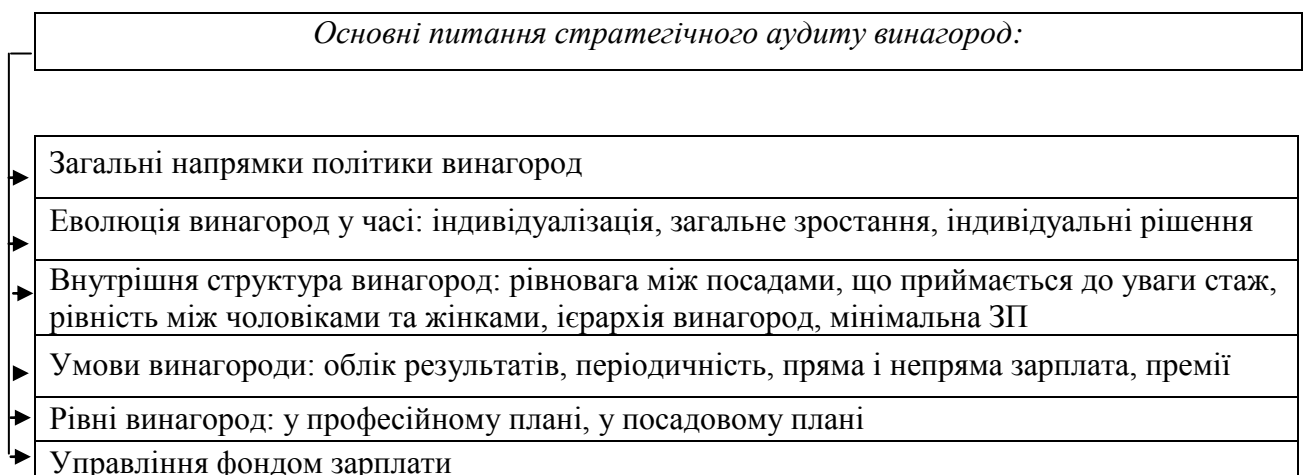 Основні питання стратегічного аудиту винагород:
Загальні напрямки політики винагород
Еволюція винагород у часі: індивідуалізація, загальне зростання, індивідуальні рішення
Внутрішня структура винагород: рівновага між посадами, що приймається до уваги стаж,
рівність між чоловіками та жінками, ієрархія винагород, мінімальна ЗП
Умови винагороди: облік результатів, періодичність, пряма і непряма зарплата, премії
Рівні винагород: у професійному плані, у посадовому плані
Управління фондом зарплати